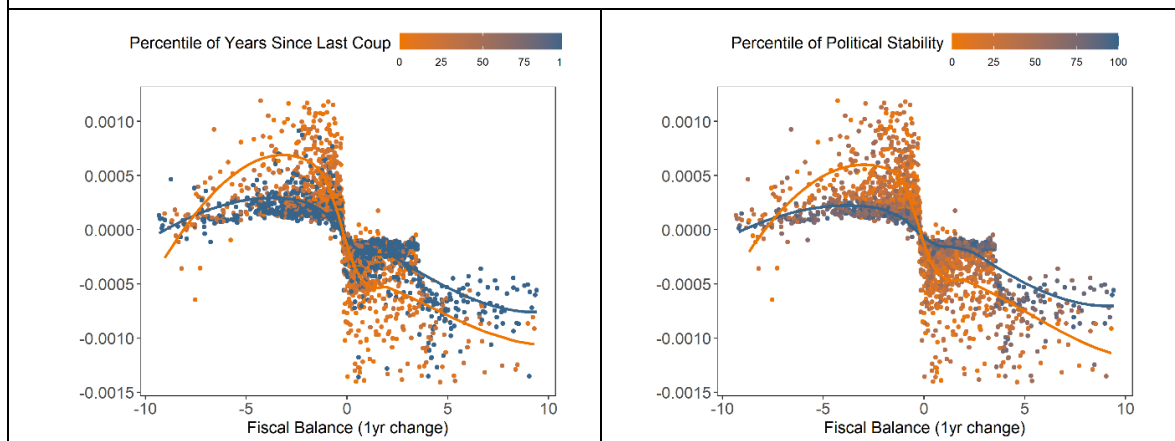 Percentile of Years Since Last Coup
0 25 50 75 1
0.0010
0.0005
0.0000
-0.0005
-0.0010
-0.0015
-10 -5 0 5 10
Fiscal Balance (1yr change)
Percentile of Political Stability
0 25 50 75 100
0.0010
0.0005
0.0000
-0.0005
-0.0010
-0.0015
-10 -5 0 5 10
Fiscal Balance (1yr change)